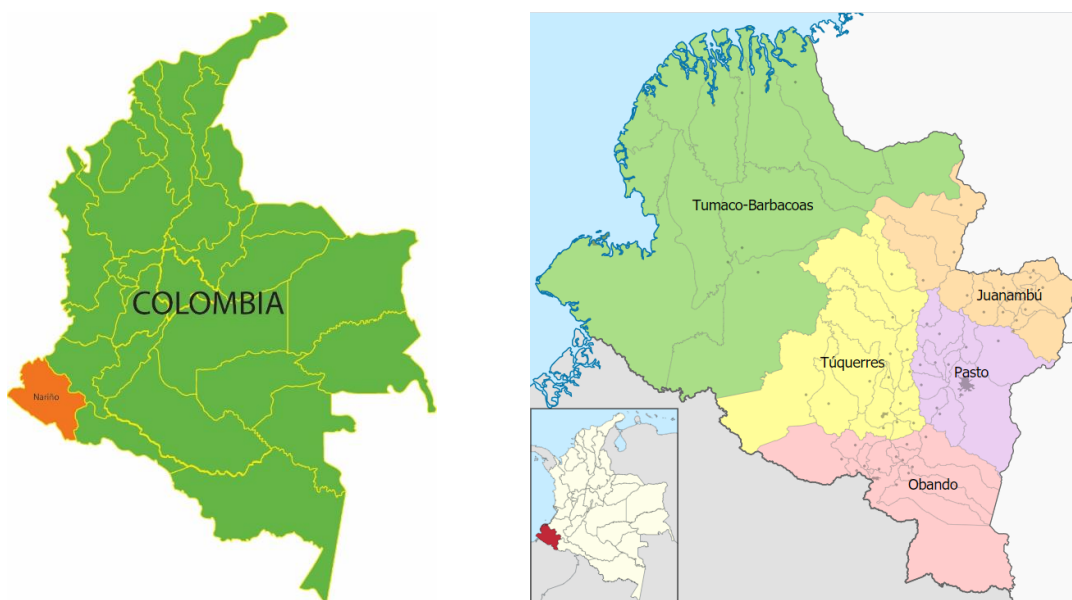 COLOMBIA
Nariño
Tumaco-Barbacoas
Juanambú
Túquerres
Pasto
Obando